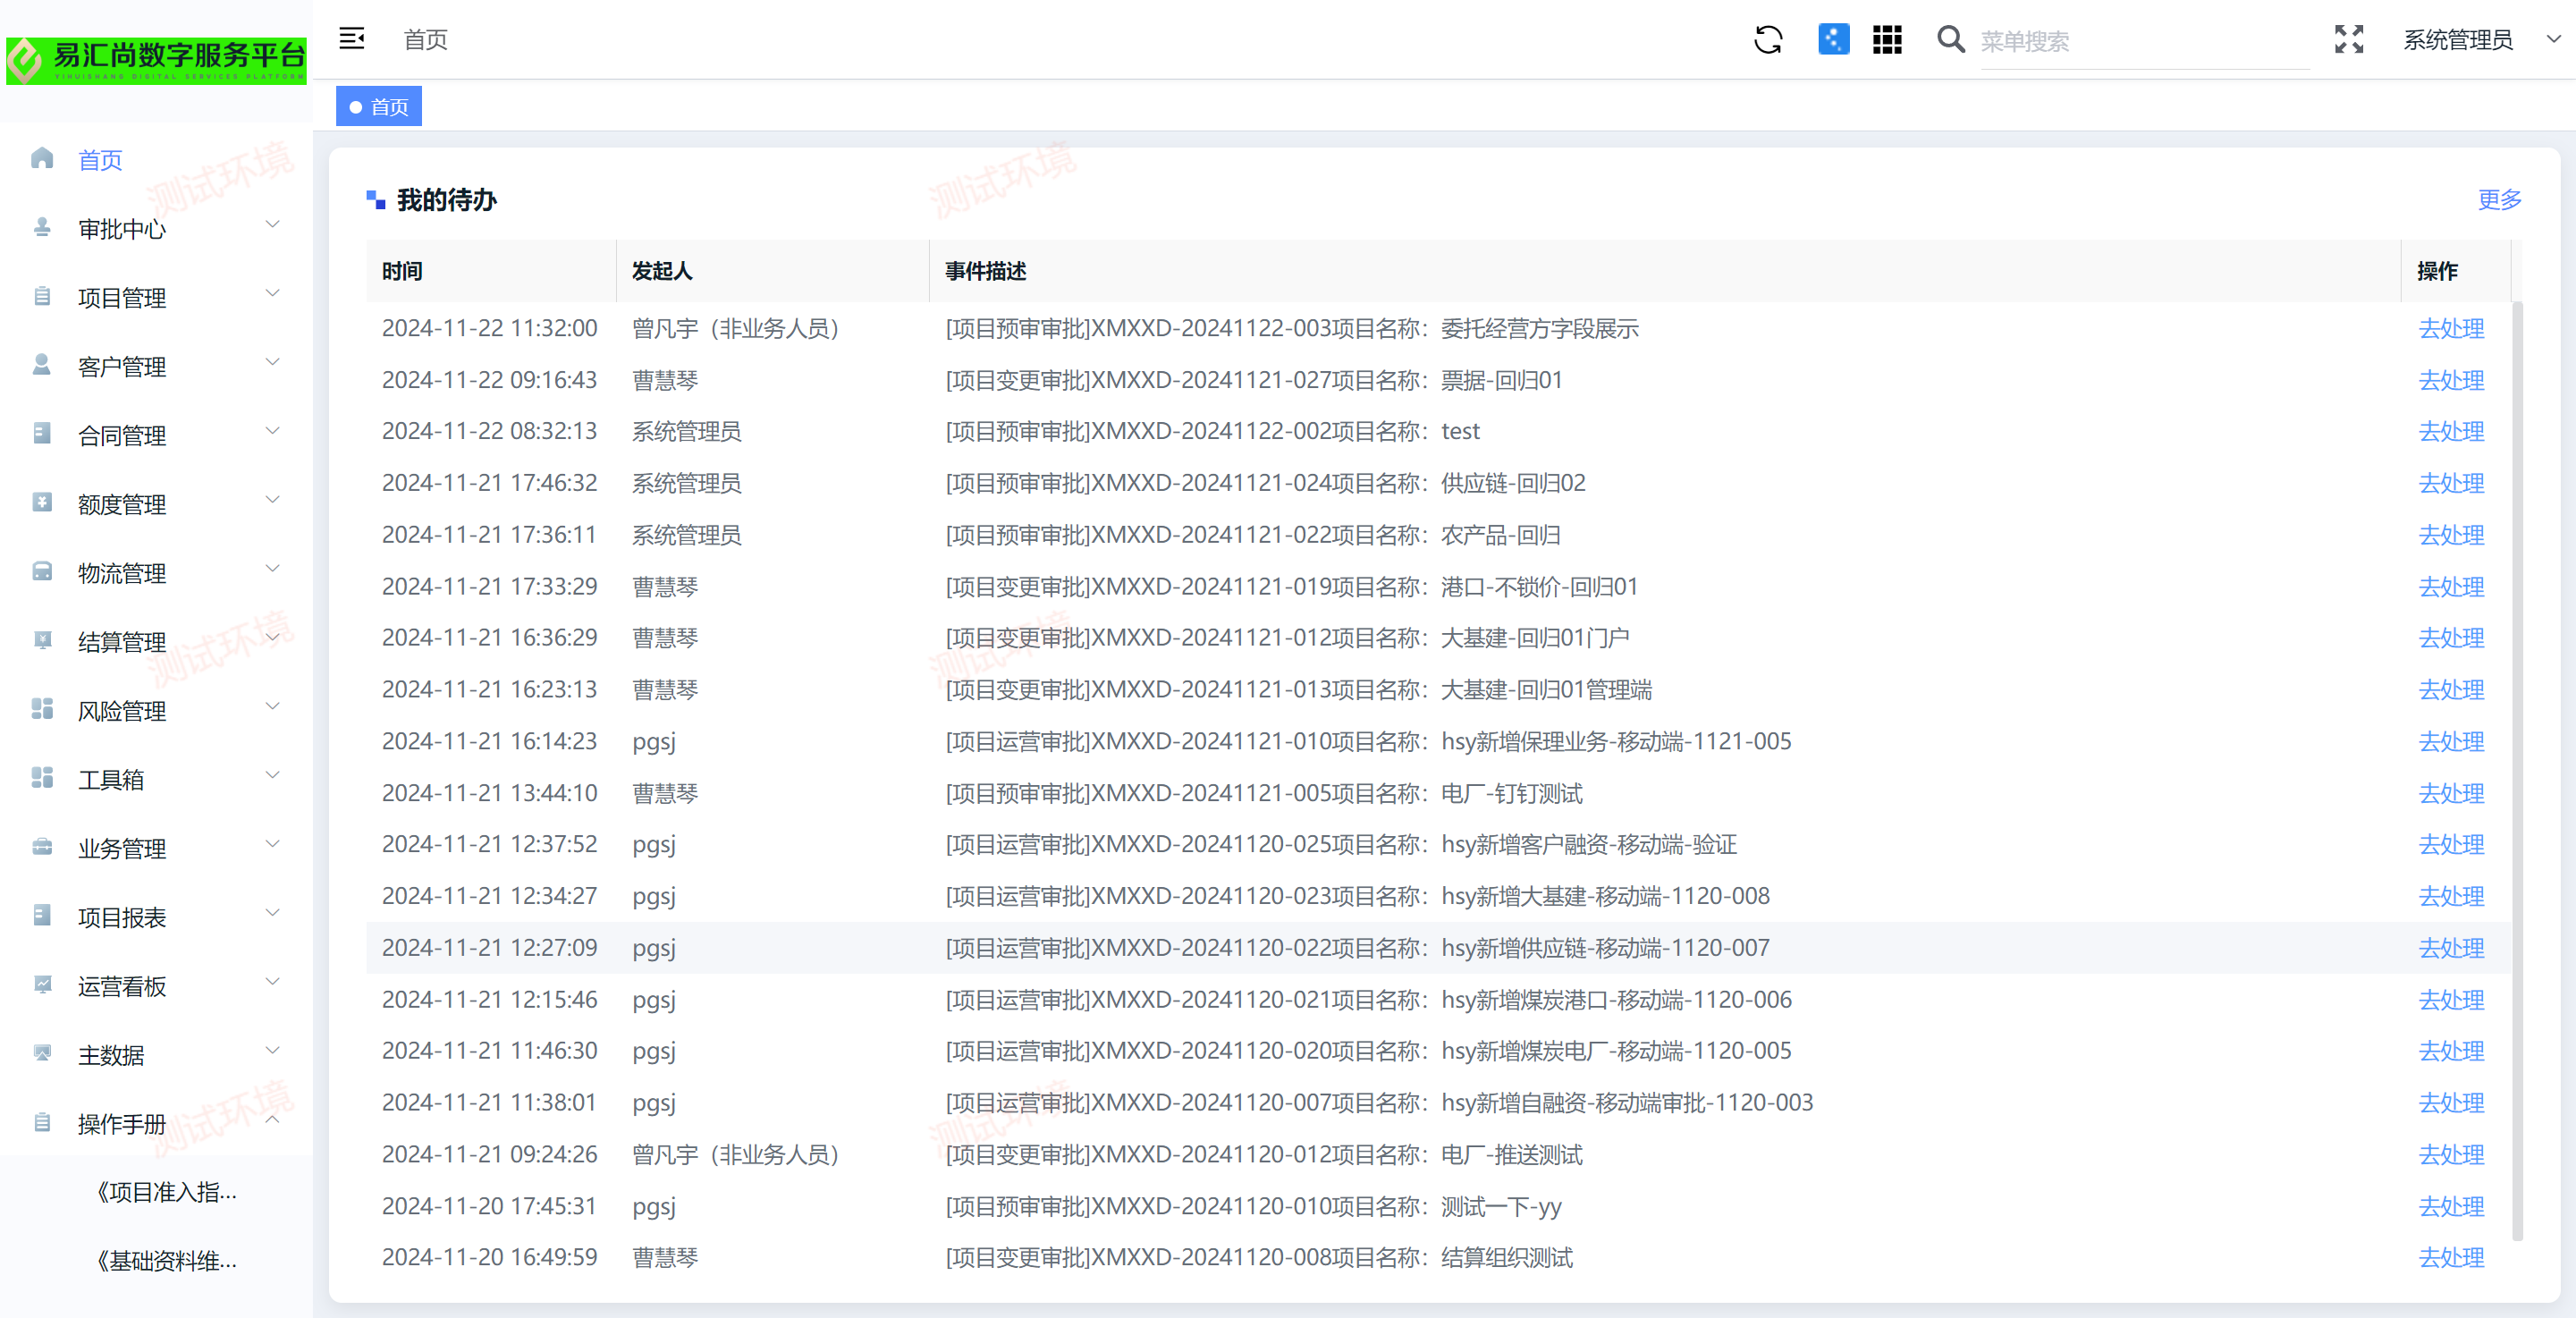 易汇尚数字服务平台
YIHUISHANG DIGITAL SERVICES PLATFORM
首页
菜单搜索
系统管理员
首页
首页
审批中心
项目管理
客户管理
合同管理
额度管理
物流管理
结算管理
风险管理
工具箱
业务管理
项目报表
运营看板
主数据
操作手册
《项目准入指...
《基础资料维...
我的待办
更多
时间 发起人 事件描述 操作
2024-11-22 11:32:00 曾凡宇（非业务人员） [项目预审审批]XMXXD-20241122-003项目名称：委托经营方字段展示 去处理
2024-11-22 09:16:43 曹慧琴 [项目变更审批]XMXXD-20241121-027项目名称：票据-回归01 去处理
2024-11-22 08:32:13 系统管理员 [项目预审审批]XMXXD-20241122-002项目名称：test 去处理
2024-11-21 17:46:32 系统管理员 [项目预审审批]XMXXD-20241121-024项目名称：供应链-回归02 去处理
2024-11-21 17:36:11 系统管理员 [项目预审审批]XMXXD-20241121-022项目名称：农产品-回归 去处理
2024-11-21 17:33:29 曹慧琴 [项目变更审批]XMXXD-20241121-019项目名称：港口-不锁价-回归01 去处理
2024-11-21 16:36:29 曹慧琴 [项目变更审批]XMXXD-20241121-012项目名称：大基建-回归01门户 去处理
2024-11-21 16:23:13 曹慧琴 [项目变更审批]XMXXD-20241121-013项目名称：大基建-回归01管理端 去处理
2024-11-21 16:14:23 pgsj [项目运营审批]XMXXD-20241121-010项目名称：hsy新增保理业务-移动端-1121-005 去处理
2024-11-21 13:44:10 曹慧琴 [项目预审审批]XMXXD-20241121-005项目名称：电厂-钉钉测试 去处理
2024-11-21 12:37:52 pgsj [项目运营审批]XMXXD-20241120-025项目名称：hsy新增客户融资-移动端-验证 去处理
2024-11-21 12:34:27 pgsj [项目运营审批]XMXXD-20241120-023项目名称：hsy新增大基建-移动端-1120-008 去处理
2024-11-21 12:27:09 pgsj [项目运营审批]XMXXD-20241120-022项目名称：hsy新增供应链-移动端-1120-007 去处理
2024-11-21 12:15:46 pgsj [项目运营审批]XMXXD-20241120-021项目名称：hsy新增煤炭港口-移动端-1120-006 去处理
2024-11-21 11:46:30 pgsj [项目运营审批]XMXXD-20241120-020项目名称：hsy新增煤炭电厂-移动端-1120-005 去处理
2024-11-21 11:38:01 pgsj [项目运营审批]XMXXD-20241120-007项目名称：hsy新增自融资-移动端审批-1120-003 去处理
2024-11-21 09:24:26 曾凡宇（非业务人员） [项目变更审批]XMXXD-20241120-012项目名称：电厂-推送测试 去处理
2024-11-20 17:45:31 pgsj [项目预审审批]XMXXD-20241120-010项目名称：测试一下-yy 去处理
2024-11-20 16:49:59 曹慧琴 [项目变更审批]XMXXD-20241120-008项目名称：结算组织测试 去处理
测试环境
测试环境
测试环境
测试环境
测试环境
测试环境